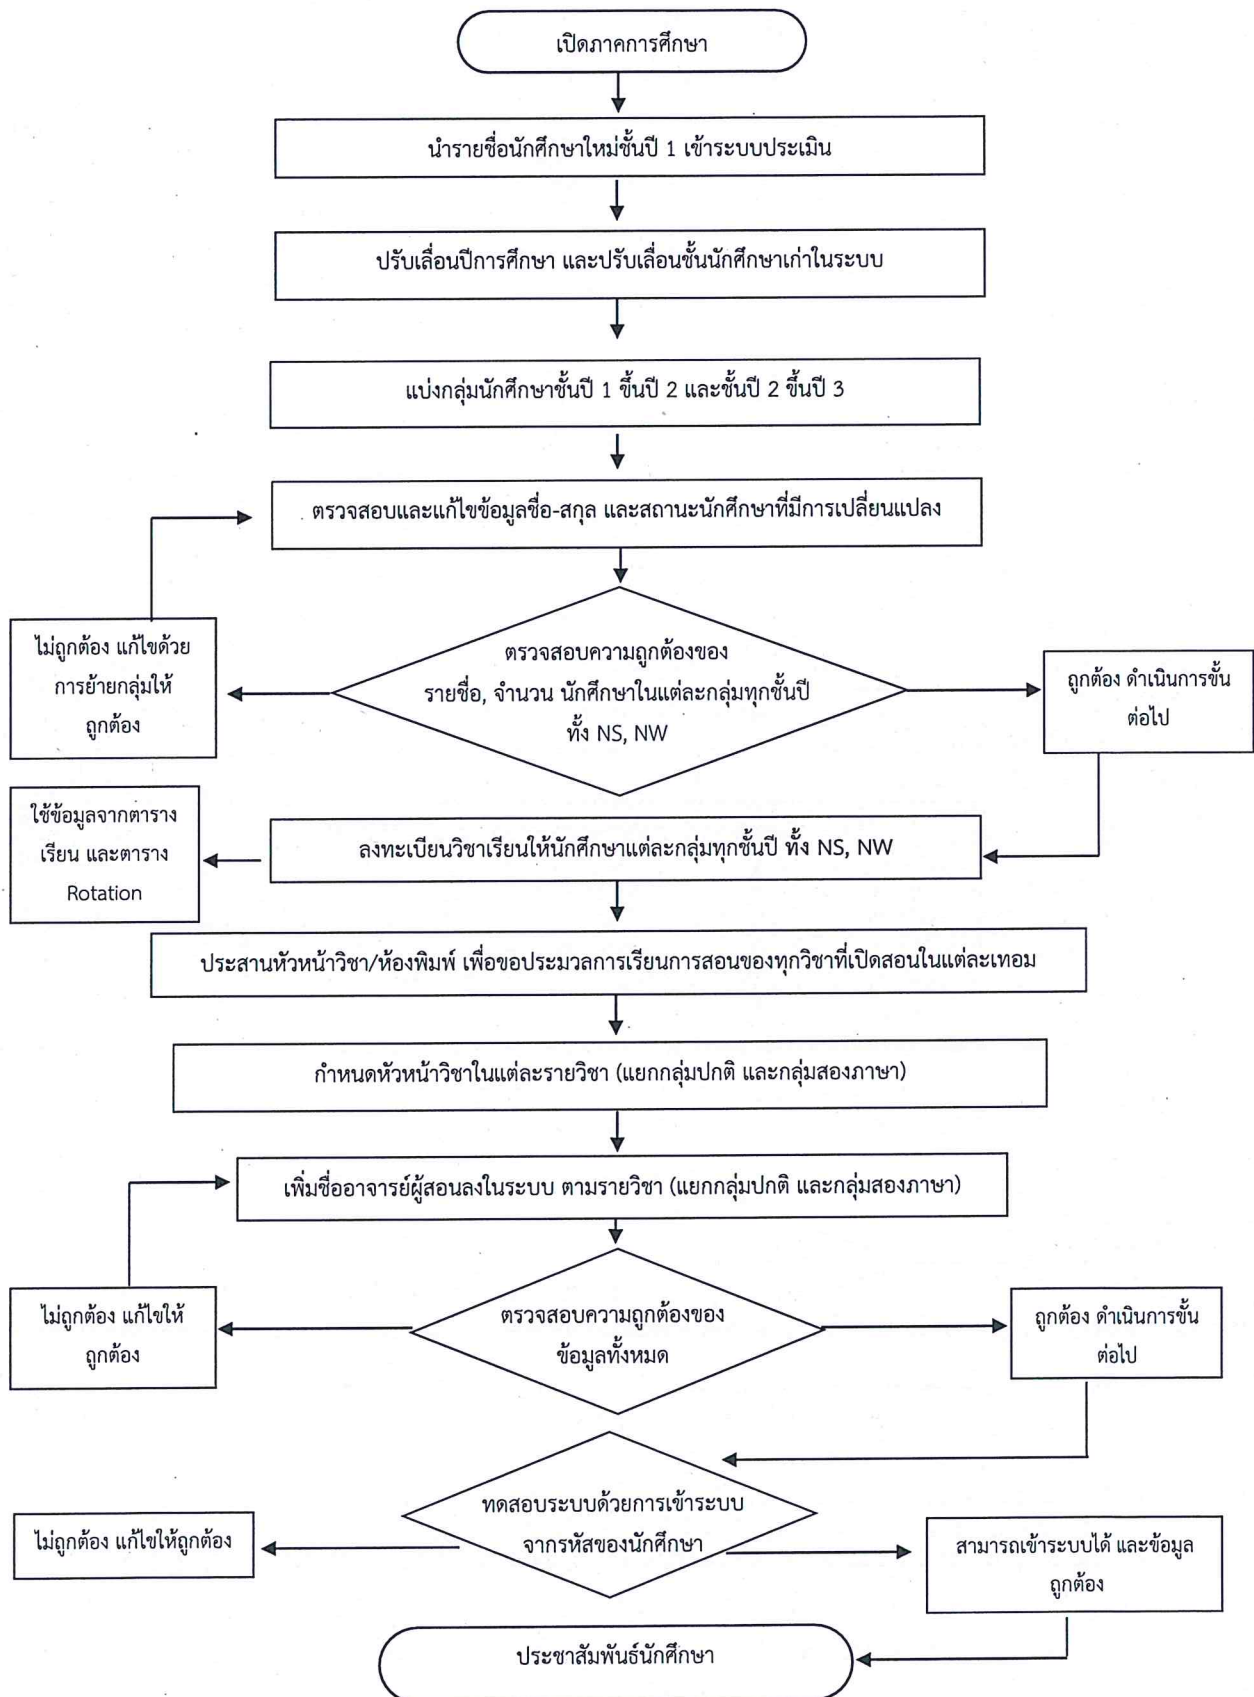 เปิดภาคการศึกษา
นำรายชื่อนักศึกษาใหม่ชั้นปี 1 เข้าระบบประเมิน
ปรับเลื่อนปีการศึกษา และปรับเลื่อนชั้นนักศึกษาเก่าในระบบ
แบ่งกลุ่มนักศึกษาชั้นปี 1 ขึ้นปี 2 และชั้นปี 2 ขึ้นปี 3
ตรวจสอบและแก้ไขข้อมูลชื่อ-สกุล และสถานะนักศึกษาที่มีการเปลี่ยนแปลง
ไม่ถูกต้อง แก้ไขด้วย
การย้ายกลุ่มให้
ถูกต้อง
ตรวจสอบความถูกต้องของ
รายชื่อ, จำนวน นักศึกษาในแต่ละกลุ่มทุกชั้นปี
ทั้ง NS, NW
ถูกต้อง ดำเนินการขั้น
ต่อไป
ใช้ข้อมูลจากตาราง
เรียน และตาราง
Rotation
ลงทะเบียนวิชาเรียนให้นักศึกษาแต่ละกลุ่มทุกชั้นปี ทั้ง NS, NW
ประสานหัวหน้าวิชา/ห้องพิมพ์ เพื่อขอประมวลการเรียนการสอนของทุกวิชาที่เปิดสอนในแต่ละเทอม
กำหนดหัวหน้าวิชาในแต่ละรายวิชา (แยกกลุ่มปกติ และกลุ่มสองภาษา)
เพิ่มชื่ออาจารย์ผู้สอนลงในระบบ ตามรายวิชา (แยกกลุ่มปกติ และกลุ่มสองภาษา)
ไม่ถูกต้อง แก้ไขให้
ถูกต้อง
ตรวจสอบความถูกต้องของ
ข้อมูลทั้งหมด
ถูกต้อง ดำเนินการขั้น
ต่อไป
ทดสอบระบบด้วยการเข้าระบบ
จากรหัสของนักศึกษา
ไม่ถูกต้อง แก้ไขให้ถูกต้อง
สามารถเข้าระบบได้ และข้อมูล
ถูกต้อง
ประชาสัมพันธ์นักศึกษา